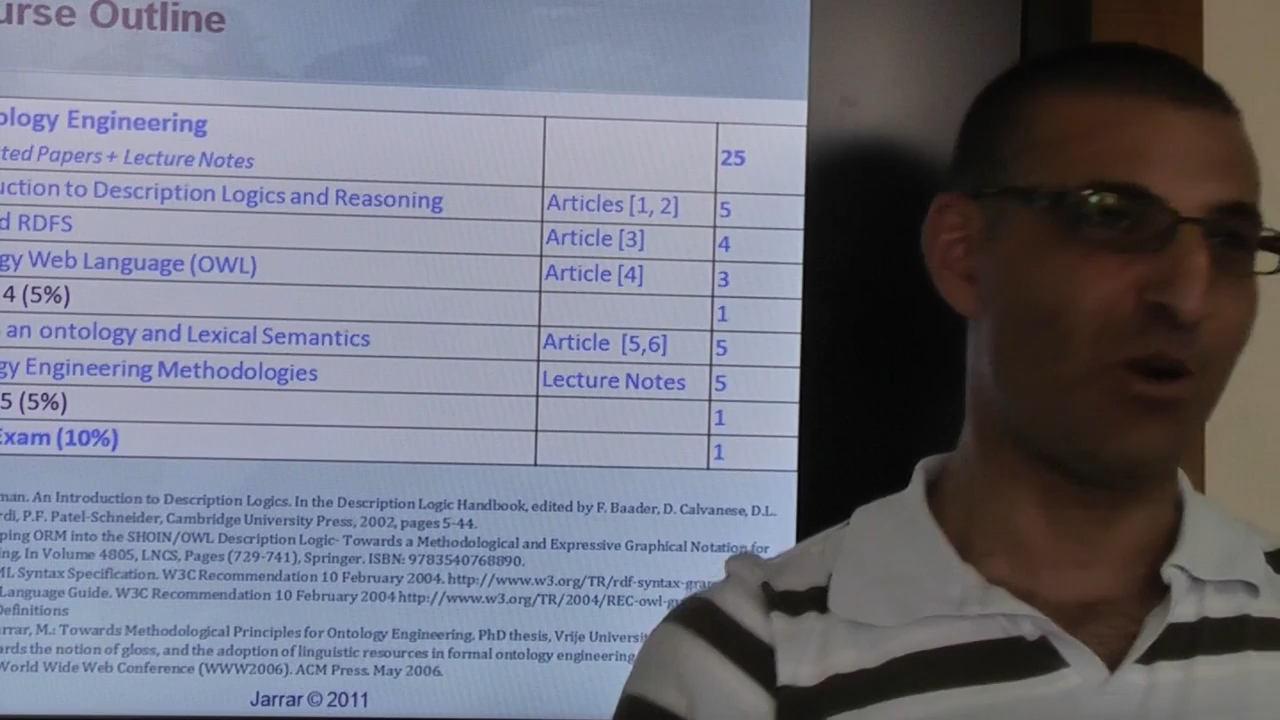 urse Outline
ology Engineering
ted Papers + Lecture Notes
25
uction to Description Logics and Reasoning Articles [1, 2] 5
d RDFS Article [3] 4
gy Web Language (OWL) Article [4] 3
4 (5%) 1
an ontology and Lexical Semantics Article [5,6] 5
gy Engineering Methodologies Lecture Notes 5
5 (5%) 1
Exam (10%) 1
man. An Introduction to Description Logics. In the Description Logic Handbook, edited by F. Baader, D. Calvanese, D.L.
rdi, P.F. Patel-Schneider, Cambridge University Press, 2002, pages 5-44.
ping ORM into the SHOIN/OWL Description Logic- Towards a Methodological and Expressive Graphical Notation for
ing. In Volume 4805, LNCS, Pages (729-741), Springer. ISBN: 9783540768890.
ML Syntax Specification. W3C Recommendation 10 February 2004. http://www.w3.org/TR/rdf-syntax-gra
Language Guide. W3C Recommendation 10 February 2004 http://www.w3.org/TR/2004/REC-owl-g
Definitions
rrar, M.: Towards Methodological Principles for Ontology Engineering. PhD thesis, Vrije Universi
ards the notion of gloss, and the adoption of linguistic resources in formal ontology engineering
World Wide Web Conference (WWW2006). ACM Press. May 2006.
Jarrar © 2011